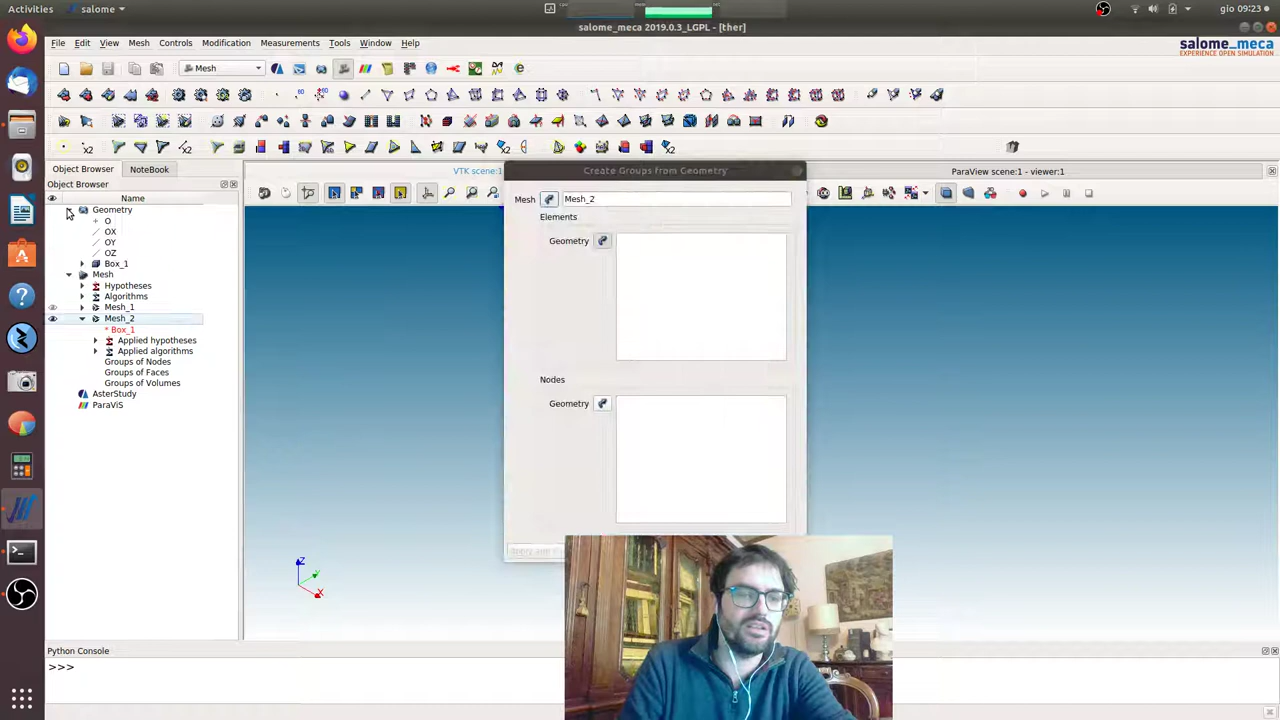 Activities
salome
gio 09:23
salome_meca 2019.0.3_LGPL - [ther]
File Edit View Mesh Controls Modification Measurements Tools Window Help
salome_meca
EXPERIENCE OPEN SIMULATION
Mesh
Object Browser
NoteBook
VTK scene:1
ParaView scene:1 - viewer:1
Object Browser
Name
Geometry
O
OX
OY
OZ
Box_1
Mesh
Hypotheses
Algorithms
Mesh_1
Mesh_2
* Box_1
Applied hypotheses
Applied algorithms
Groups of Nodes
Groups of Faces
Groups of Volumes
AsterStudy
ParaViS
Create Groups from Geometry
Mesh
Mesh_2
Elements
Geometry
Nodes
Geometry
Z
Y
X
Python Console
>>>